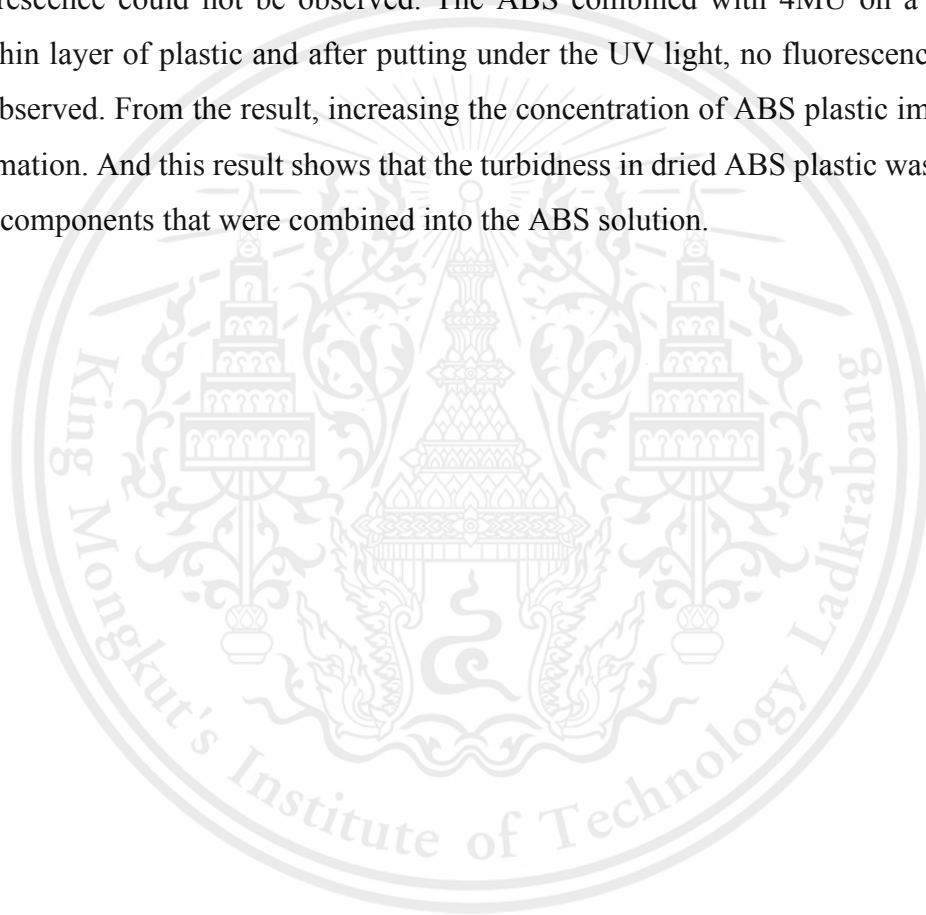 rescence could not be observed. The ABS combined with 4MU on a
hin layer of plastic and after putting under the UV light, no fluorescenc
bserved. From the result, increasing the concentration of ABS plastic im
mation. And this result shows that the turbidness in dried ABS plastic was
components that were combined into the ABS solution.
King Mongkut's Institute of Technology Ladkrabang